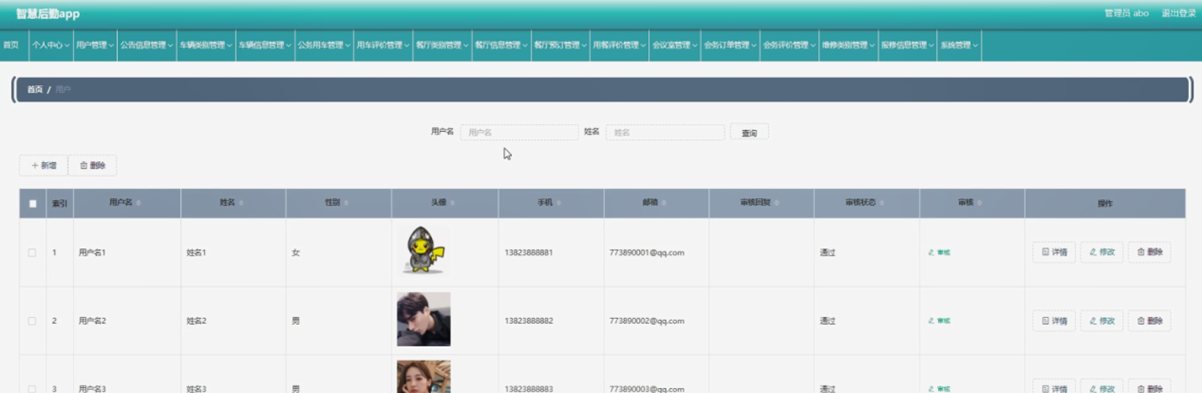 智慧后勤app
管理员 abo 退出登录
首页 个人中心 用户管理 公告信息管理 车辆类别管理 车辆信息管理 公务用车管理 用车评价管理 餐厅类别管理 餐厅信息管理 餐厅预订管理 用餐评价管理 会议室管理 会务订单管理 会务评价管理 维修类别管理 报修信息管理 系统管理
首页 / 用户
用户名 用户名 姓名 姓名 查询
+ 新增 删除
索引 用户名 姓名 性别 头像 手机 邮箱 审核回复 审核状态 审核 操作
1 用户名1 姓名1 女 13823888881 773890001@qq.com 通过 审核 详情 修改 删除
2 用户名2 姓名2 男 13823888882 773890002@qq.com 通过 审核 详情 修改 删除
3 用户名3 姓名3 男 13823888883 773890003@qq.com 通过 审核 详情 修改 删除